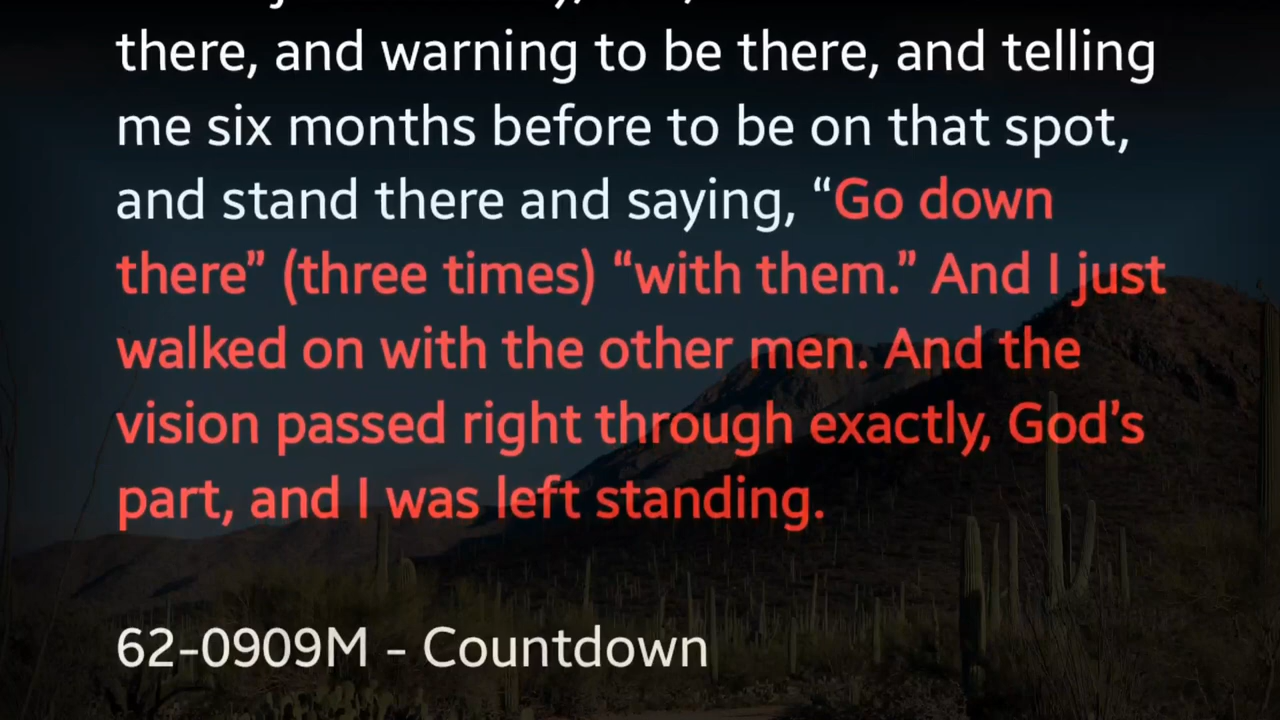 there, and warning to be there, and telling
me six months before to be on that spot,
and stand there and saying, “Go down
there” (three times) “with them.” And I just
walked on with the other men. And the
vision passed right through exactly, God’s
part, and I was left standing.
62-0909M - Countdown